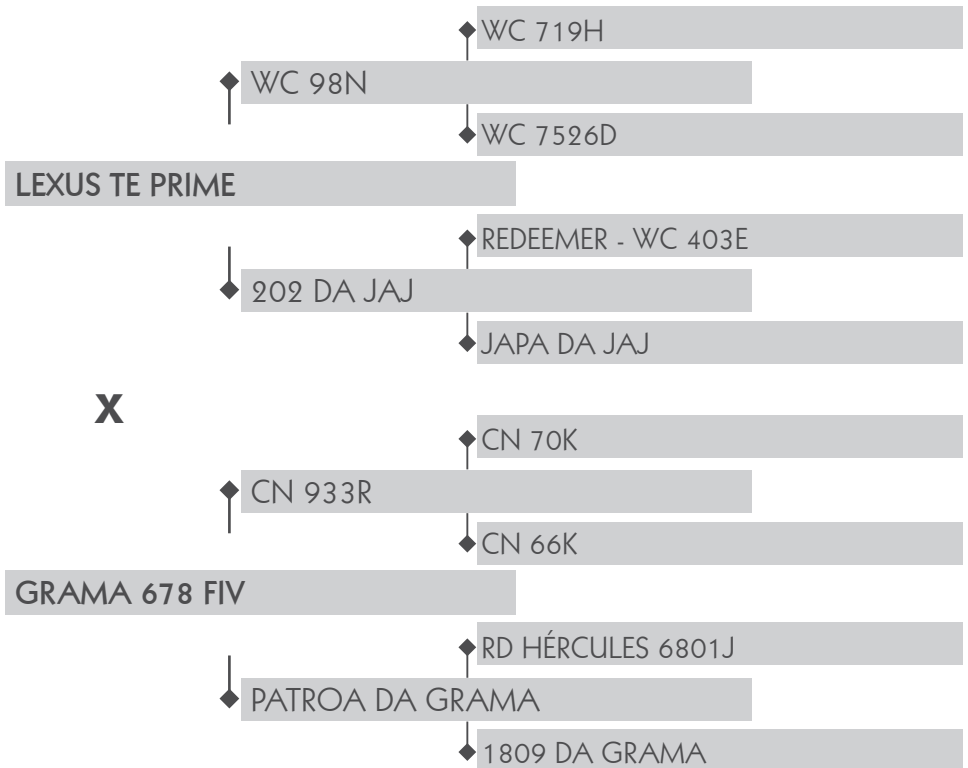 WC 719H
WC 98N
WC 7526D
LEXUS TE PRIME
REDEEMER - WC 403E
202 DA JAJ
JAPA DA JAJ
X
CN 70K
CN 933R
CN 66K
GRAMA 678 FIV
RD HÉRCULES 6801J
PATROA DA GRAMA
1809 DA GRAMA